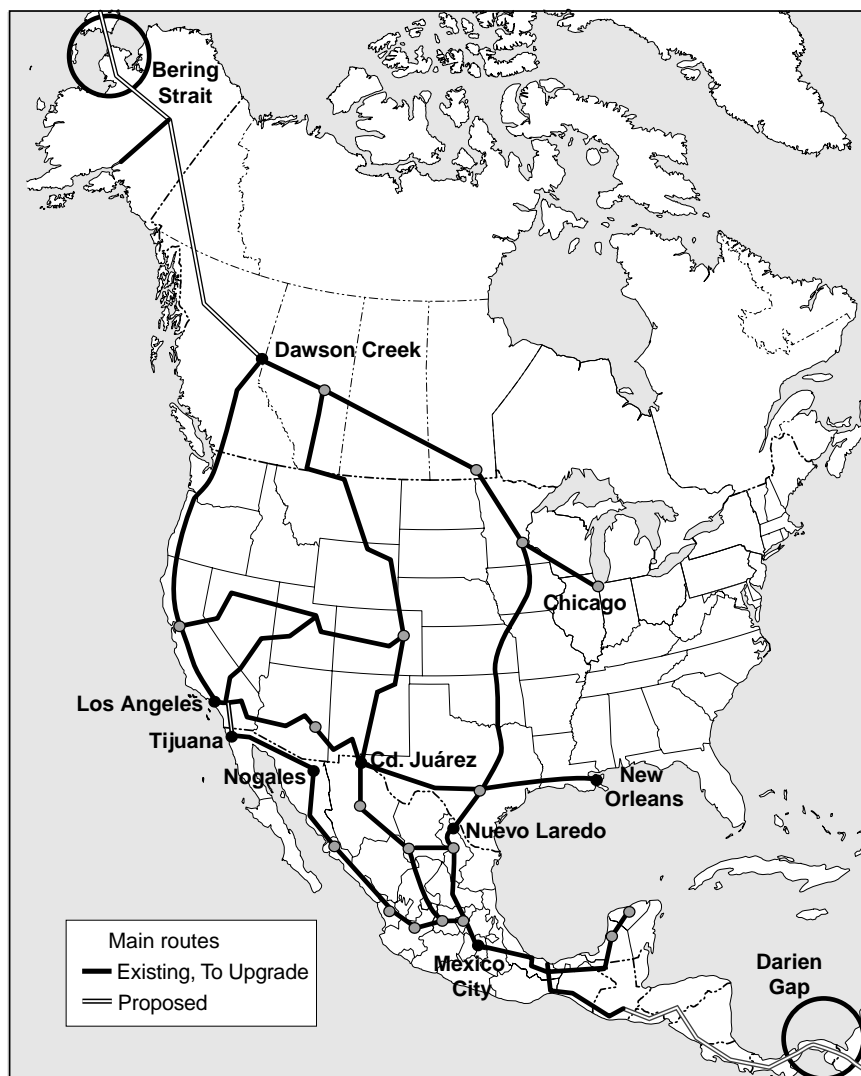 Bering
Strait
Dawson Creek
Chicago
Los Angeles
Tijuana
Cd. Juárez
Nogales
New
Orleans
Nuevo Laredo
Mexico
City
Darien
Gap
Main routes
Existing, To Upgrade
Proposed